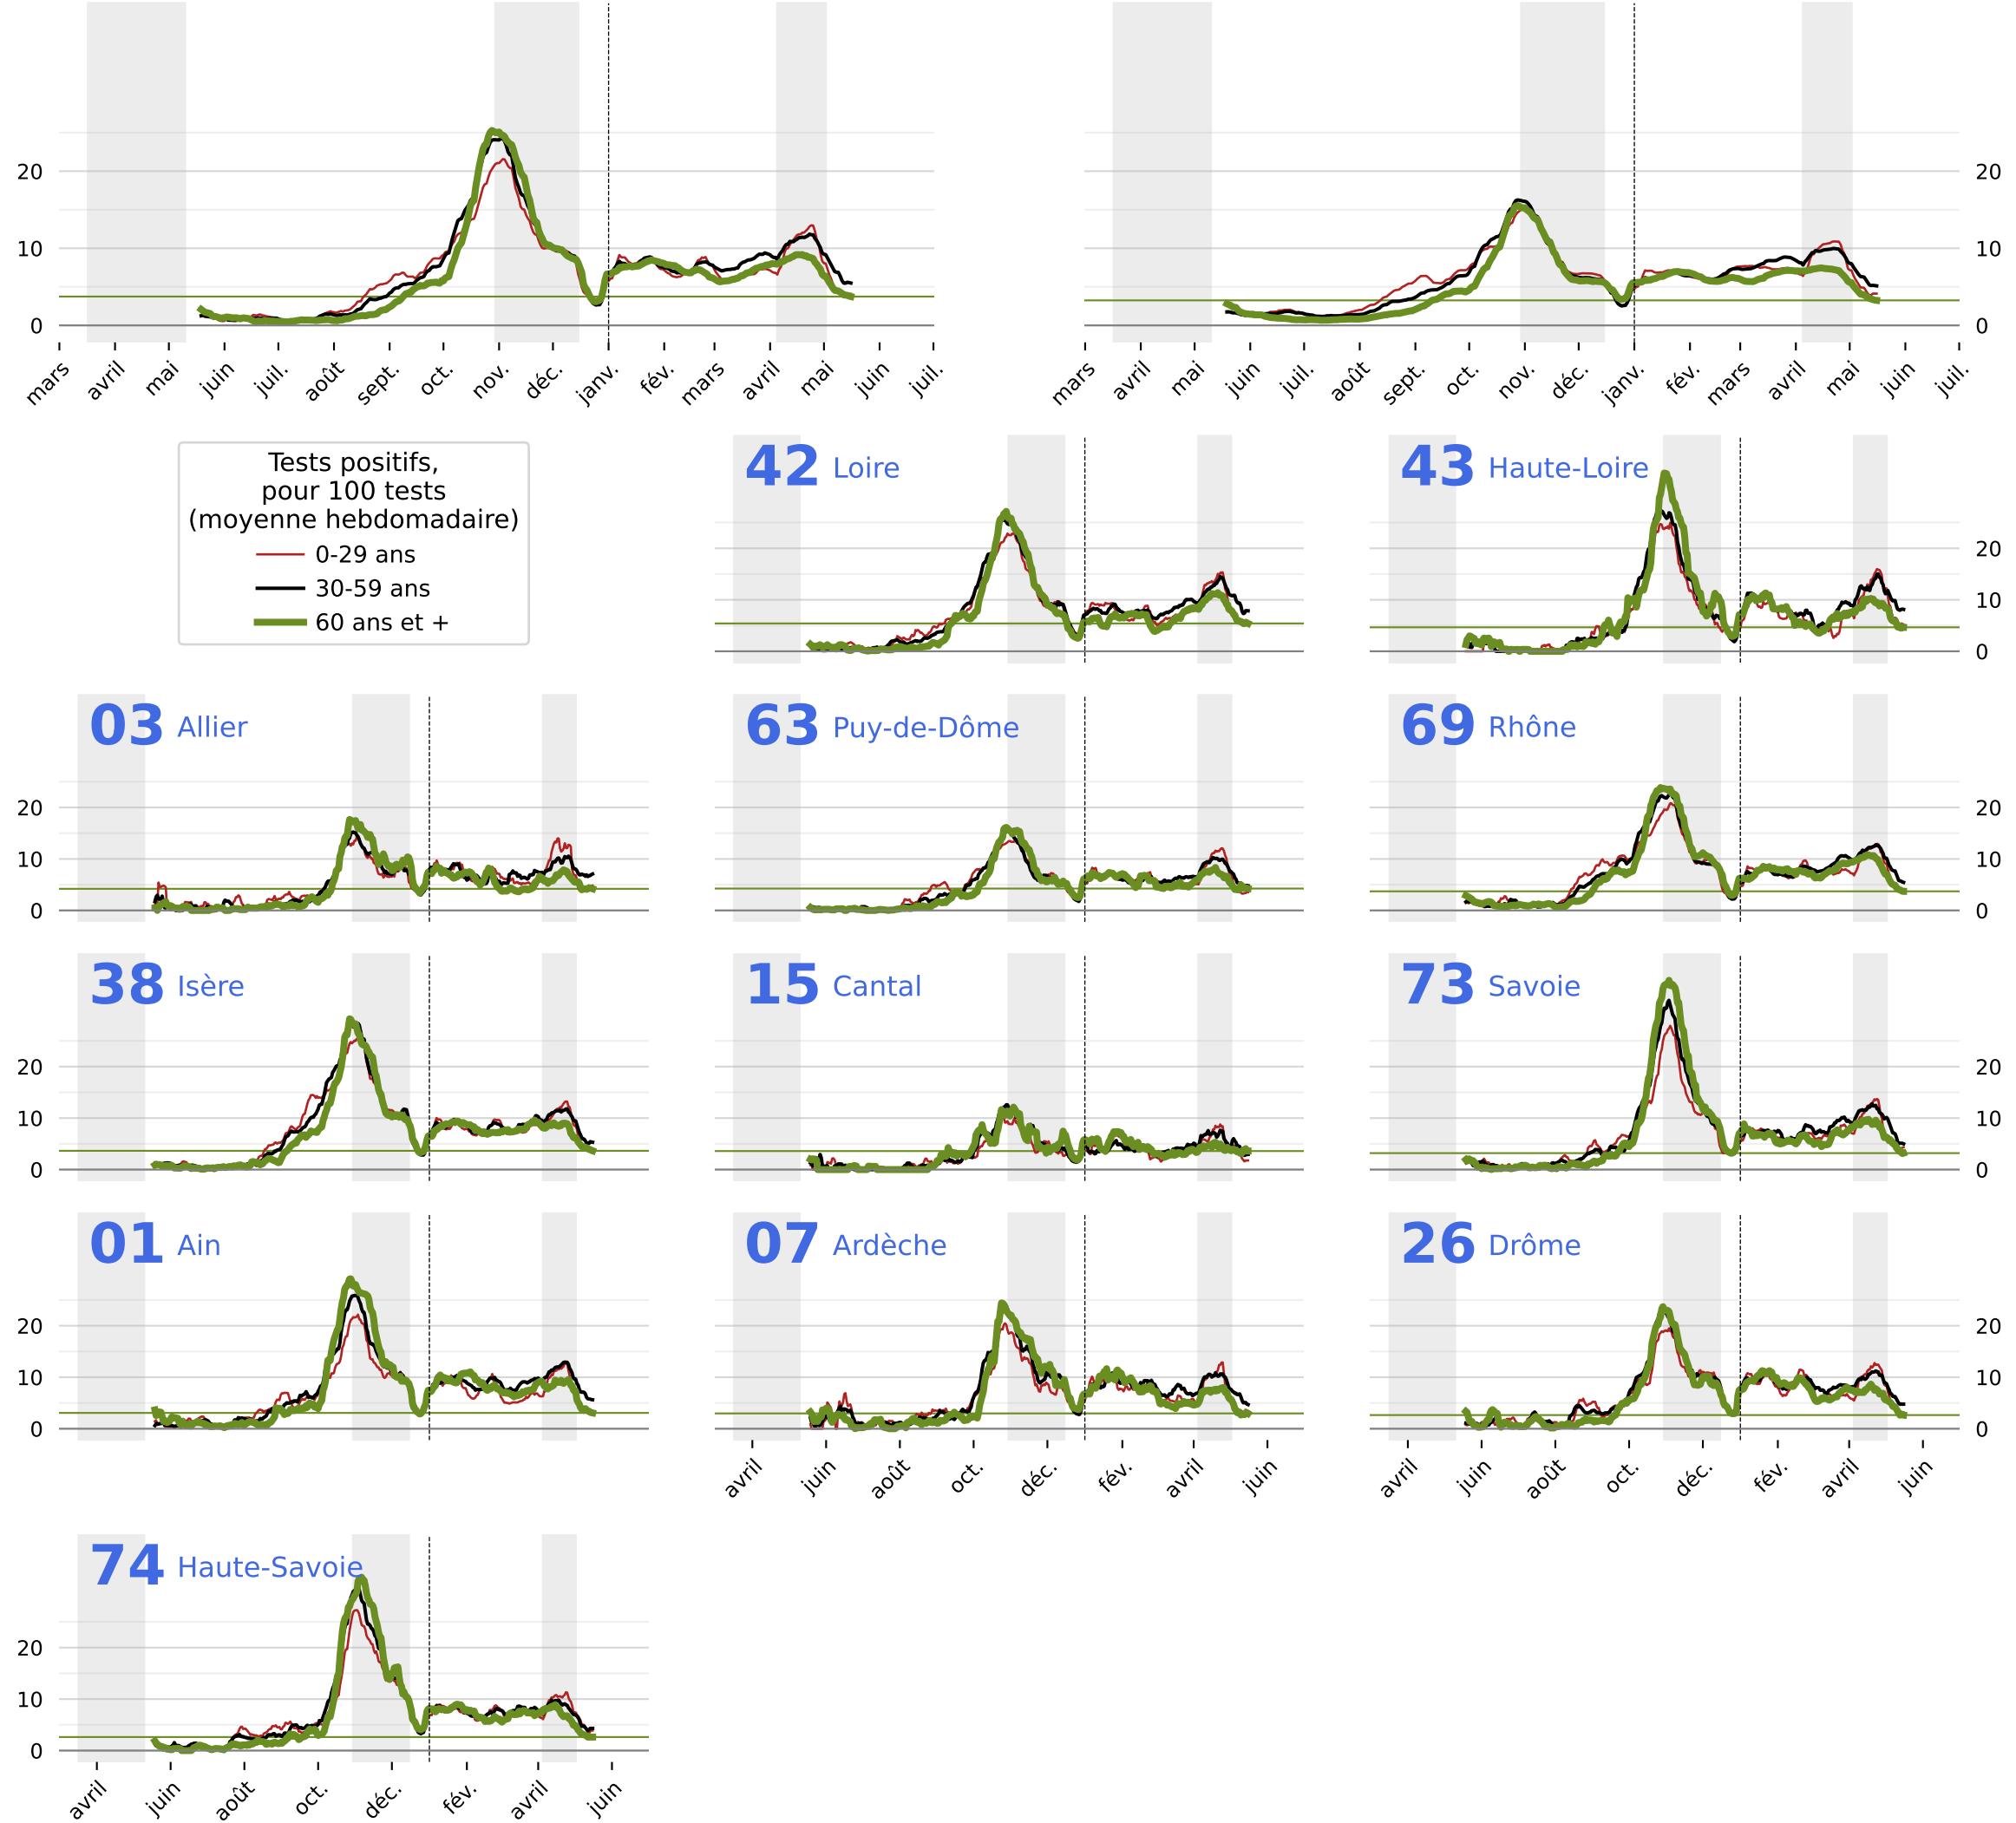 20
10
0
mars avril mai juin juil. août sept. oct. nov. déc. janv. fév. mars avril mai juin juil.
20
10
0
mars avril mai juin juil. août sept. oct. nov. déc. janv. fév. mars avril mai juin juil.
Tests positifs,
pour 100 tests
(moyenne hebdomadaire)
0-29 ans
30-59 ans
60 ans et +
42 Loire
43 Haute-Loire
20
10
0
03 Allier
20
10
0
63 Puy-de-Dôme
69 Rhône
20
10
0
38 Isère
20
10
0
15 Cantal
73 Savoie
20
10
0
01 Ain
20
10
0
07 Ardèche
avril juin août oct. déc. fév. avril juin
26 Drôme
20
10
0
avril juin août oct. déc. fév. avril juin
74 Haute-Savoie
20
10
0
avril juin août oct. déc. fév. avril juin